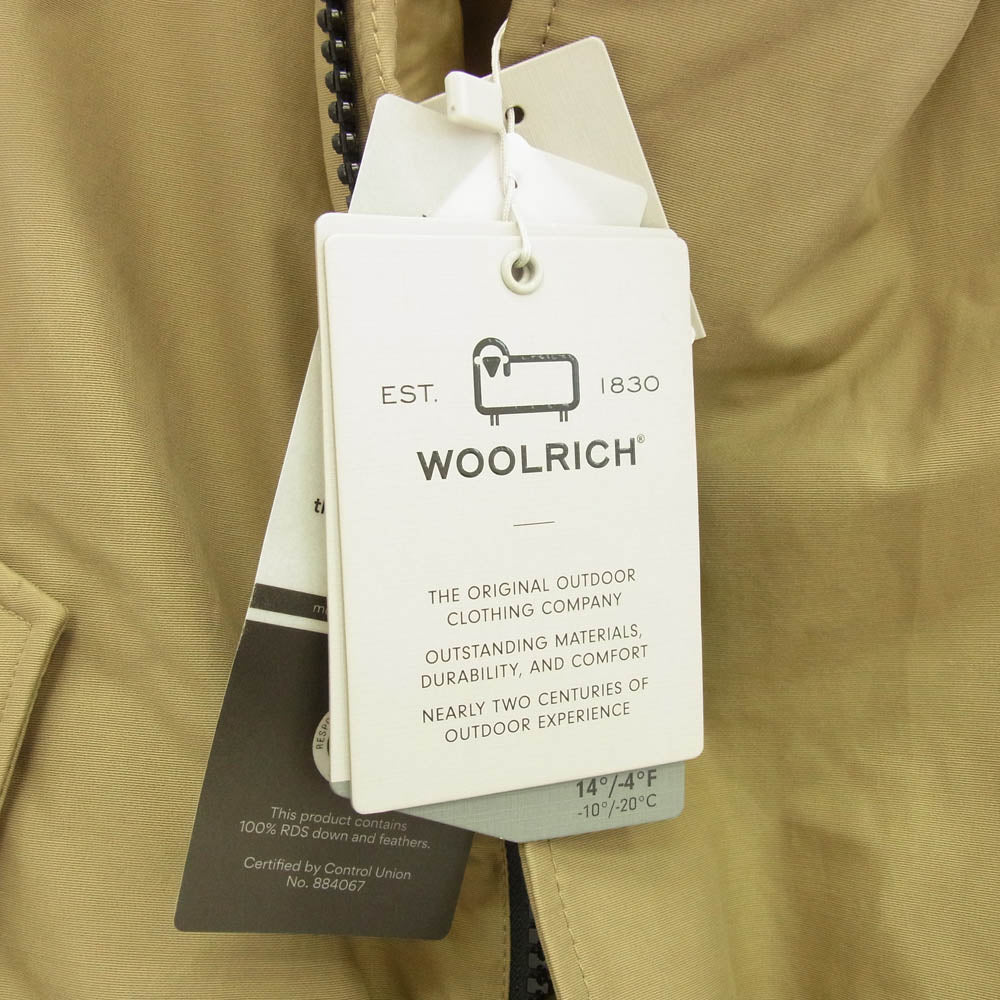 EST. 1830
WOOLRICH®
THE ORIGINAL OUTDOOR
CLOTHING COMPANY
OUTSTANDING MATERIALS,
DURABILITY, AND COMFORT
NEARLY TWO CENTURIES OF
OUTDOOR EXPERIENCE
14°/-4°F
-10°/-20°C
This product contains
100% RDS down and feathers.
Certified by Control Union
No. 884067